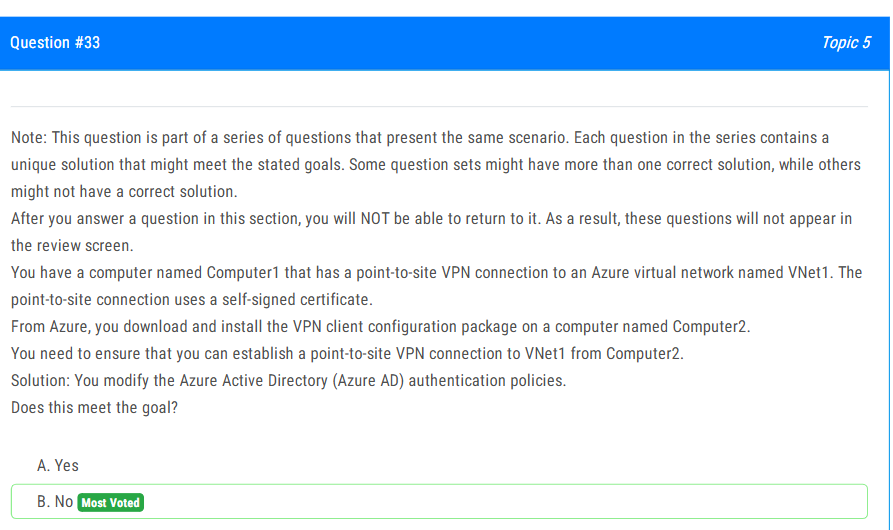 Question #33
Topic 5
Note: This question is part of a series of questions that present the same scenario. Each question in the series contains a
unique solution that might meet the stated goals. Some question sets might have more than one correct solution, while others
might not have a correct solution.
After you answer a question in this section, you will NOT be able to return to it. As a result, these questions will not appear in
the review screen.
You have a computer named Computer1 that has a point-to-site VPN connection to an Azure virtual network named VNet1. The
point-to-site connection uses a self-signed certificate.
From Azure, you download and install the VPN client configuration package on a computer named Computer2.
You need to ensure that you can establish a point-to-site VPN connection to VNet1 from Computer2.
Solution: You modify the Azure Active Directory (Azure AD) authentication policies.
Does this meet the goal?
A. Yes
B. No Most Voted